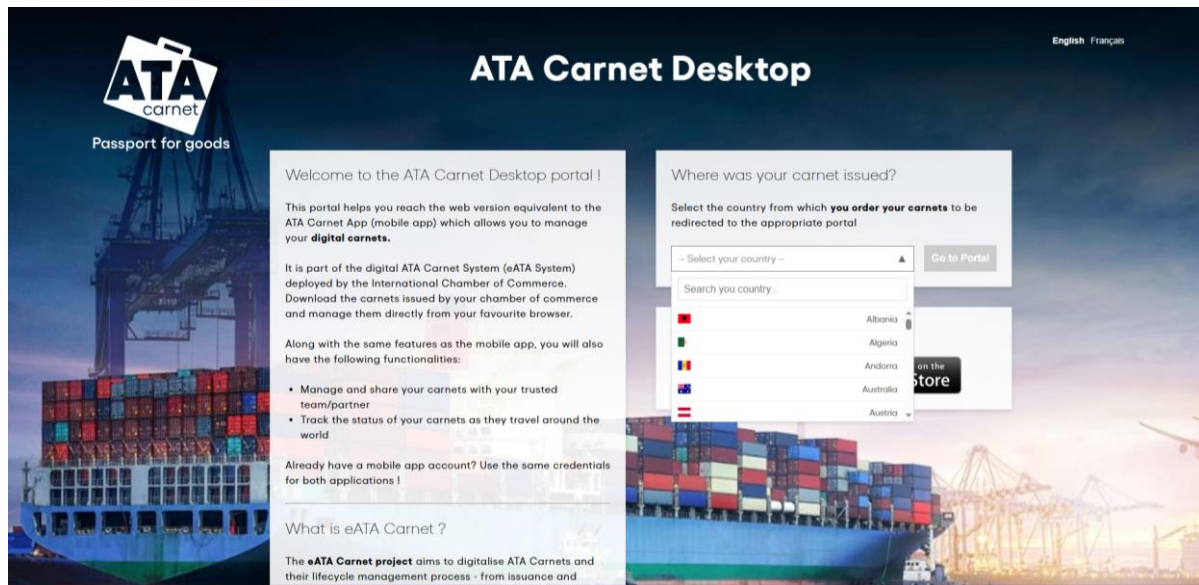 English Français
ATA
carnet
Passport for goods
ATA Carnet Desktop
Welcome to the ATA Carnet Desktop portal !
This portal helps you reach the web version equivalent to the
ATA Carnet App (mobile app) which allows you to manage
your digital carnets.
It is part of the digital ATA Carnet System (eATA System)
deployed by the International Chamber of Commerce.
Download the carnets issued by your chamber of commerce
and manage them directly from your favourite browser.
Along with the same features as the mobile app, you will also
have the following functionalities:
• Manage and share your carnets with your trusted
team/partner
• Track the status of your carnets as they travel around the
world
Already have a mobile app account? Use the same credentials
for both applications !
What is eATA Carnet ?
The eATA Carnet project aims to digitalise ATA Carnets and
their lifecycle management process - from issuance and
Where was your carnet issued?
Select the country from which you order your carnets to be
redirected to the appropriate portal
-- Select your country --
Go to Portal
Search you country...
Albania
Algeria
Andorra
Australia
Austria
on the
Store